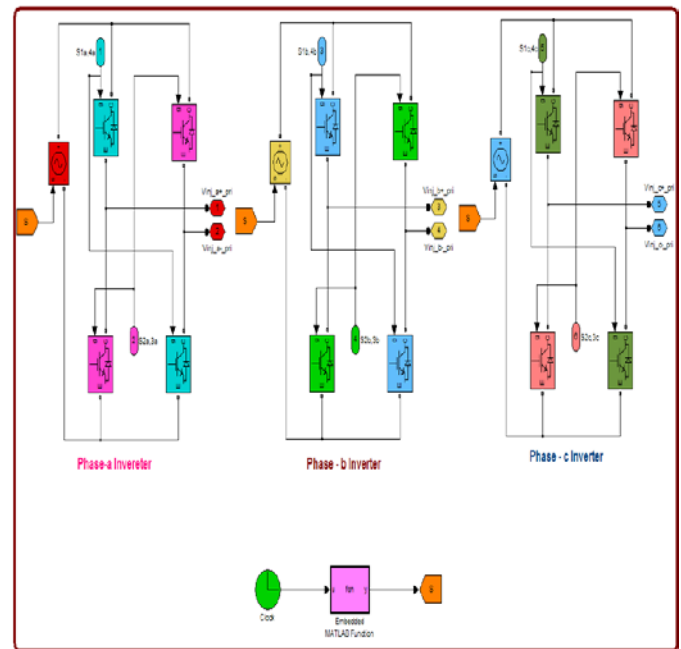 S1a,4a
S1b,4b
S1c,4c
Vinj_a+_pri
Vinj_a-_pri
Vinj_b+_pri
Vinj_b-_pri
Vinj_c+_pri
Vinj_c-_pri
S2a,3a
S2b,3b
S2c,3c
Phase-a Invereter
Phase - b Inverter
Phase - c Inverter
Clock
fcn
Embedded
MATLAB Function